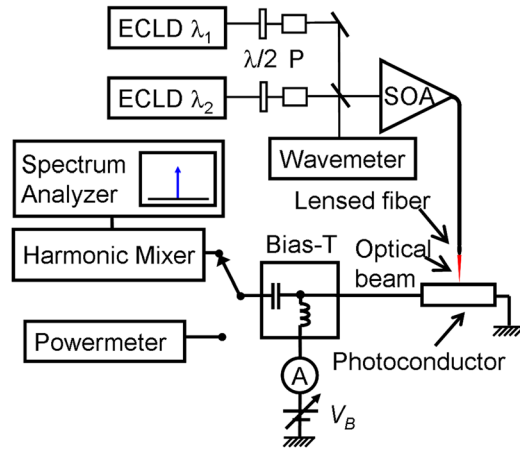 ECLD λ1
λ/2 P
ECLD λ2
SOA
Wavemeter
Spectrum
Analyzer
Lensed fiber
Harmonic Mixer
Bias-T
Optical
beam
Powermeter
Photoconductor
A
VB